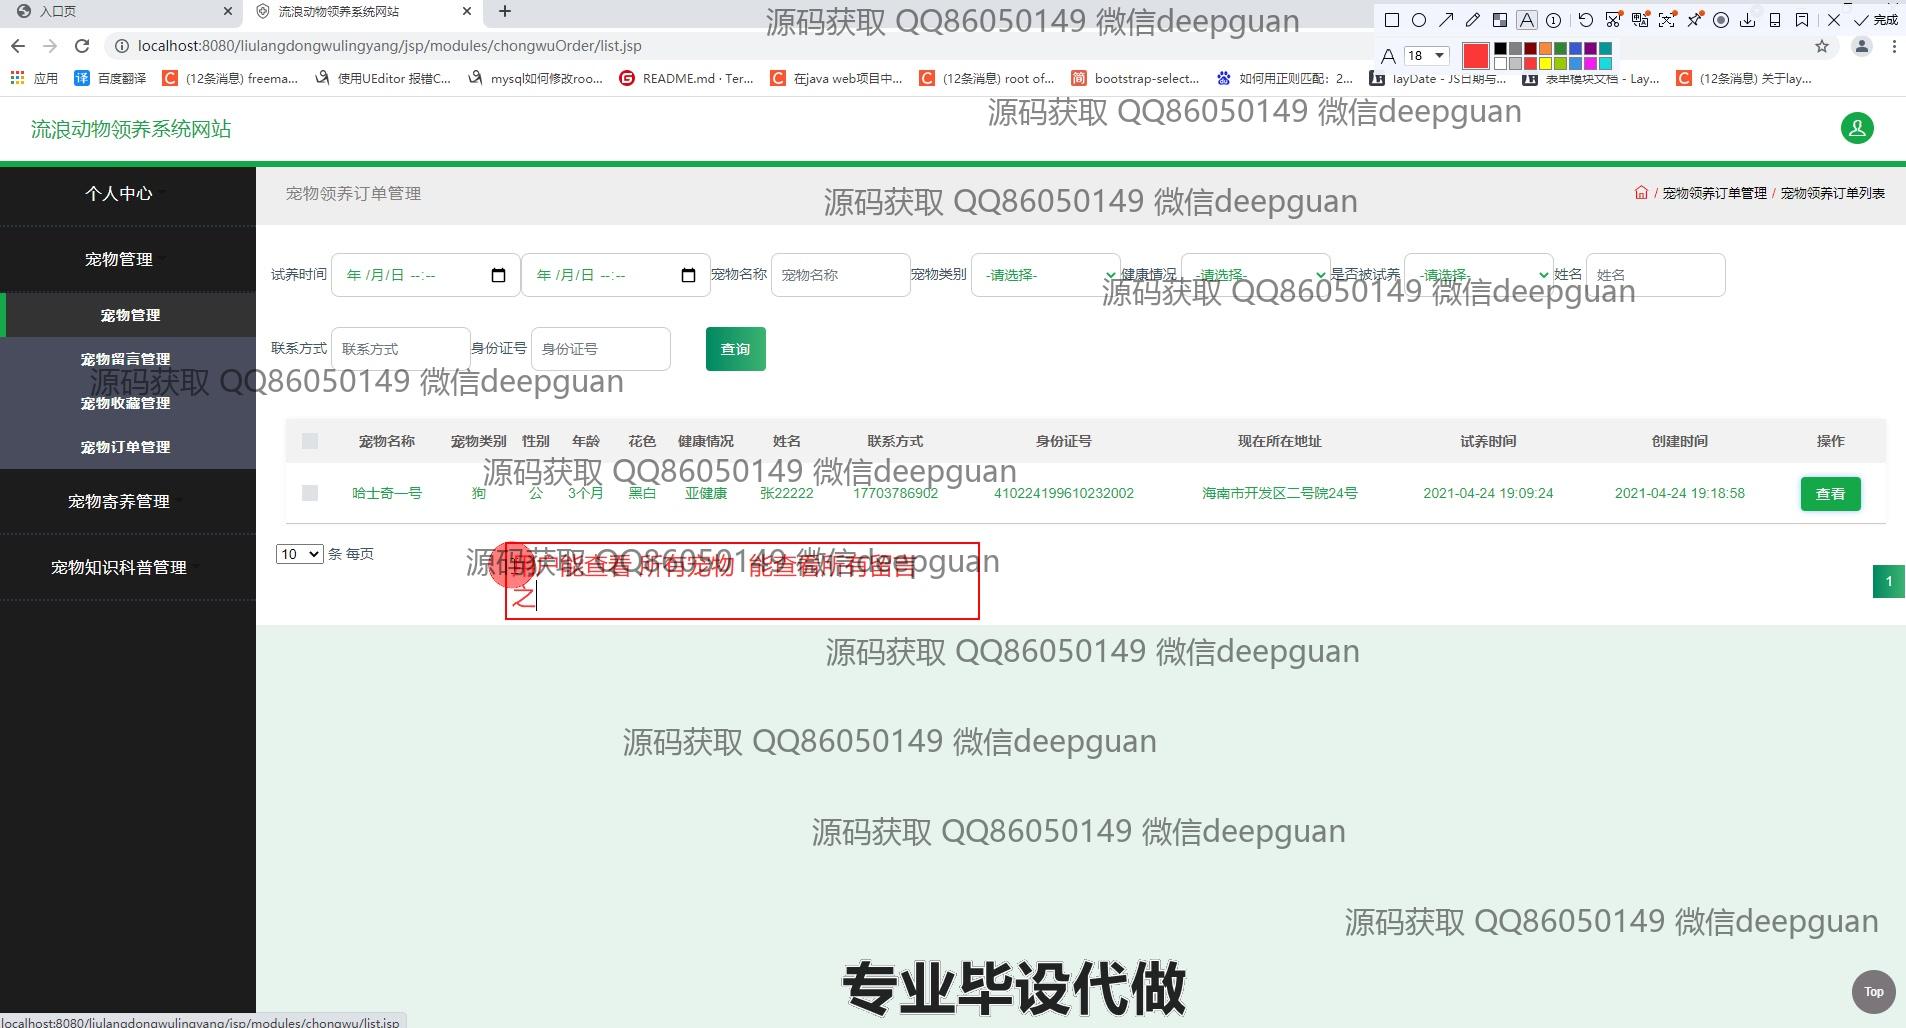 入口页
流浪动物领养系统网站
源码获取 QQ86050149 微信deepguan
完成
localhost:8080/liulangdongwulingyang/jsp/modules/chongwuOrder/list.jsp
18
应用
百度翻译
(12条消息) freema...
使用UEditor 报错C...
mysql如何修改roo...
README.md · Ter...
在java web项目中...
(12条消息) root of...
bootstrap-select...
如何用正则匹配：2...
layDate - JS日期与...
表单模块文档 - Lay...
(12条消息) 关于lay...
源码获取 QQ86050149 微信deepguan
流浪动物领养系统网站
个人中心
宠物领养订单管理
源码获取 QQ86050149 微信deepguan
/ 宠物领养订单管理 / 宠物领养订单列表
宠物管理
试养时间 年 /月/日 --:-- 年 /月/日 --:-- 宠物名称 宠物名称 宠物类别 -请选择- 健康情况 -请选择- 是否被试养 -请选择- 姓名 姓名
源码获取 QQ86050149 微信deepguan
宠物管理
联系方式 联系方式 身份证号 身份证号 查询
宠物留言管理
源码获取 QQ86050149 微信deepguan
宠物收藏管理
宠物订单管理
宠物名称 宠物类别 性别 年龄 花色 健康情况 姓名 联系方式 身份证号 现在所在地址 试养时间 创建时间 操作
源码获取 QQ86050149 微信deepguan
哈士奇一号 狗 公 3个月 黑白 亚健康 张22222 17703786902 410224199610232002 海南市开发区二号院24号 2021-04-24 19:09:24 2021-04-24 19:18:58 查看
宠物寄养管理
10 条 每页
源码获取 QQ86050149 微信deepguan
用户能查看 所有宠物 能查看所有留言
之
宠物知识科普管理
1
源码获取 QQ86050149 微信deepguan
源码获取 QQ86050149 微信deepguan
源码获取 QQ86050149 微信deepguan
源码获取 QQ86050149 微信deepguan
专业毕设代做
Top
localhost:8080/liulangdongwulingyang/jsp/modules/chongwu/list.jsp